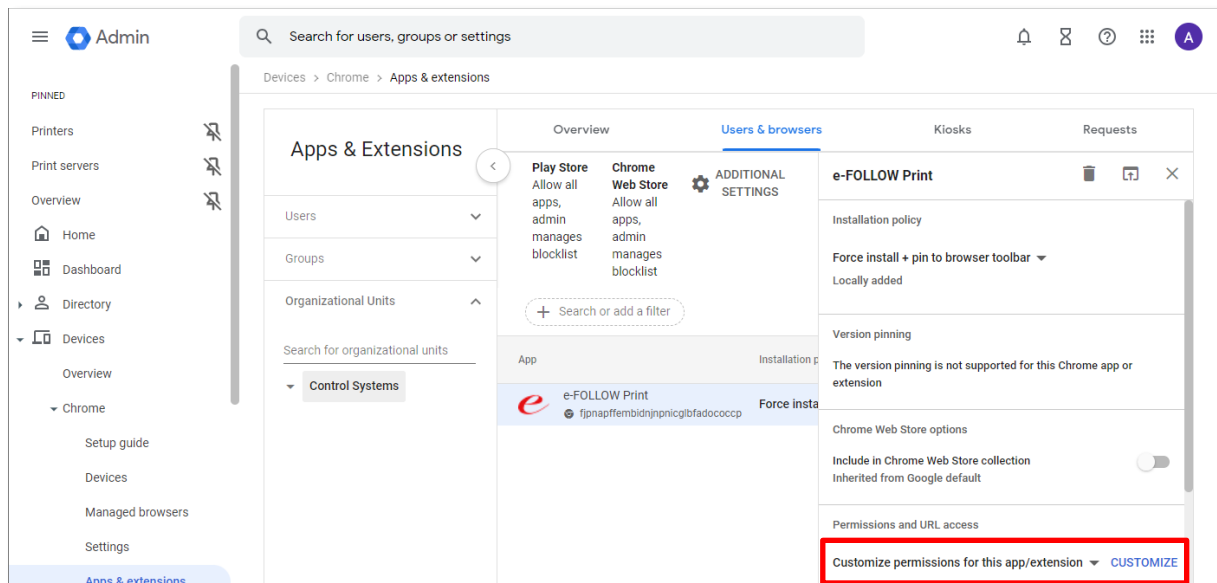 Admin
Search for users, groups or settings
A
Devices > Chrome > Apps & extensions
PINNED
Printers
Print servers
Overview
Home
Dashboard
Directory
Devices
Overview
Chrome
Setup guide
Devices
Managed browsers
Settings
Apps & extensions
Apps & Extensions
Users
Groups
Organizational Units
Search for organizational units
Control Systems
Overview
Users & browsers
Kiosks
Requests
Play Store
Allow all
apps,
admin
manages
blocklist
Chrome
Web Store
Allow all
apps,
admin
manages
blocklist
ADDITIONAL
SETTINGS
+ Search or add a filter
App
Installation p
e-FOLLOW Print
fjpnapffembidnjnpnicglbfadococcp
Force insta
e-FOLLOW Print
Installation policy
Force install + pin to browser toolbar
Locally added
Version pinning
The version pinning is not supported for this Chrome app or
extension
Chrome Web Store options
Include in Chrome Web Store collection
Inherited from Google default
Permissions and URL access
Customize permissions for this app/extension
CUSTOMIZE